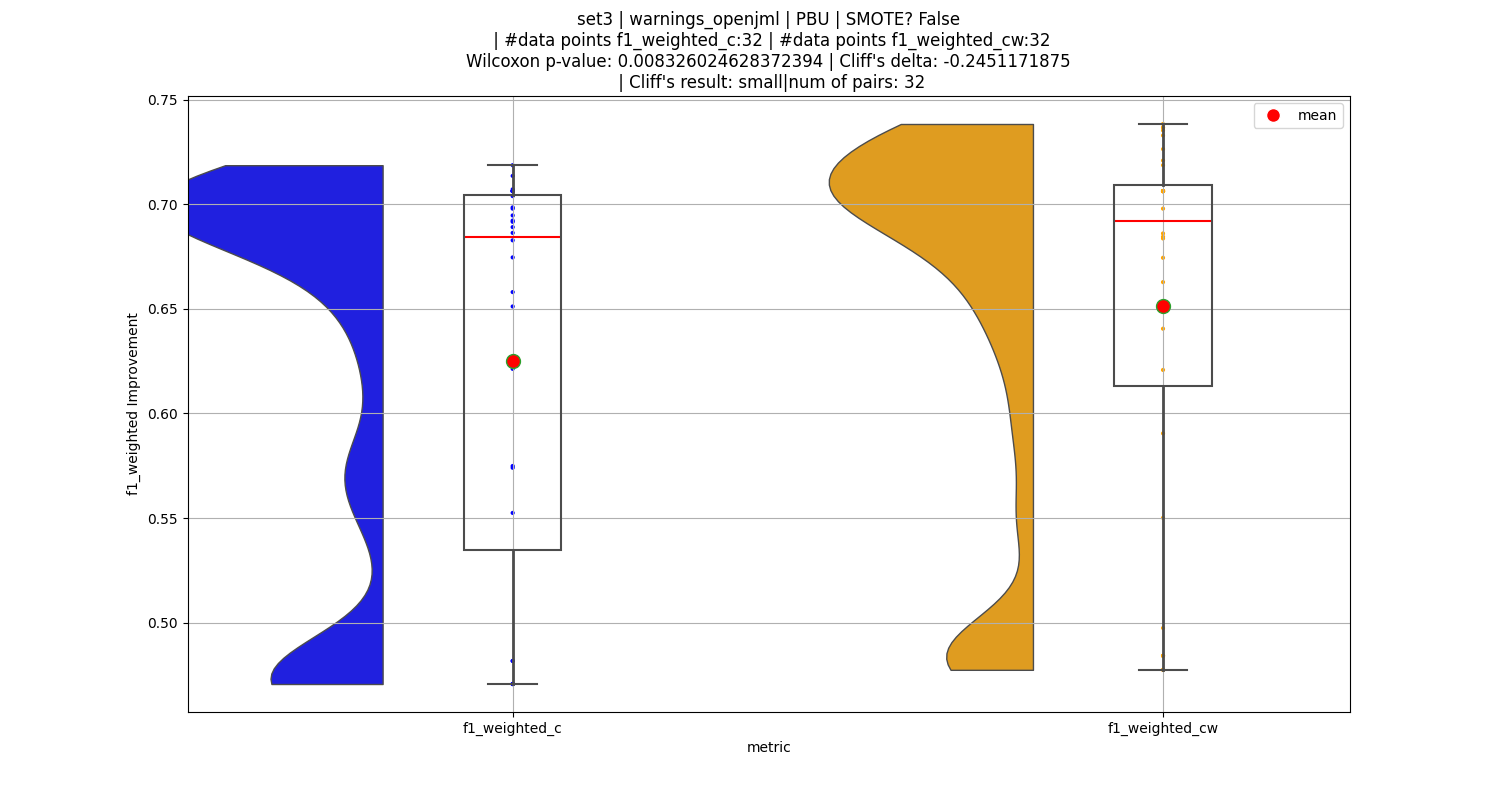 set3 | warnings_openjml | PBU | SMOTE? False
| #data points f1_weighted_c:32 | #data points f1_weighted_cw:32
Wilcoxon p-value: 0.008326024628372394 | Cliff's delta: -0.2451171875
| Cliff's result: small|num of pairs: 32
mean
0.75
0.70
0.65
0.60
0.55
0.50
f1_weighted Improvement
f1_weighted_c
f1_weighted_cw
metric